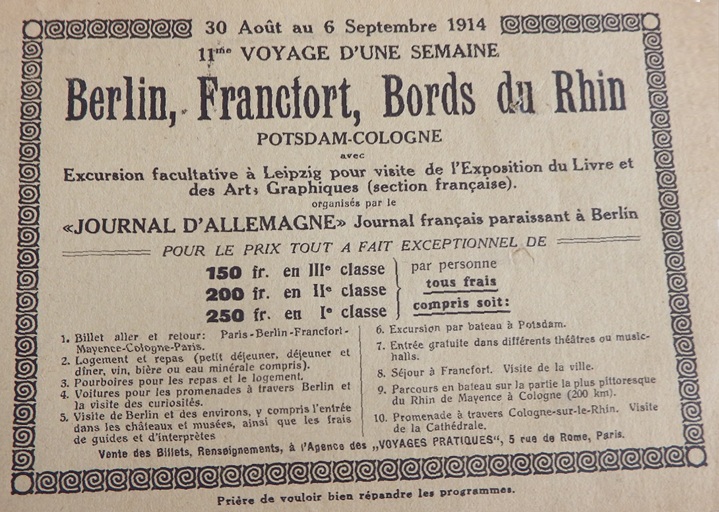 30 Août au 6 Septembre 1914
11me VOYAGE D'UNE SEMAINE
Berlin, Francfort, Bords du Rhin
POTSDAM-COLOGNE
avec
Excursion facultative à Leipzig pour visite de l'Exposition du Livre et
des Arts Graphiques (section française).
organisés par le
«JOURNAL D'ALLEMAGNE» Journal français paraissant à Berlin
POUR LE PRIX TOUT A FAIT EXCEPTIONNEL DE
150 fr. en IIIe classe
200 fr. en IIe classe
250 fr. en Ie classe
par personne
tous frais
compris soit:
1. Billet aller et retour: Paris-Berlin-Francfort-
Mayence-Cologne-Paris.
2. Logement et repas (petit déjeuner, déjeuner et
dîner, vin, bière ou eau minérale compris).
3. Pourboires pour les repas et le logement.
4. Voitures pour les promenades à travers Berlin et
la visite des curiosités.
5. Visite de Berlin et des environs, y compris l'entrée
dans les châteaux et musées, ainsi que les frais
de guides et d'interprètes
6. Excursion par bateau à Potsdam.
7. Entrée gratuite dans différents théâtres ou music-
halls.
8. Séjour à Francfort. Visite de la ville.
9. Parcours en bateau sur la partie la plus pittoresque
du Rhin de Mayence à Cologne (200 km).
10. Promenade à travers Cologne-sur-le-Rhin. Visite
de la Cathédrale.
Vente des Billets, Renseignements, à l'Agence des „VOYAGES PRATIQUES“, 5 rue de Rome, Paris.
Prière de vouloir bien répandre les programmes.